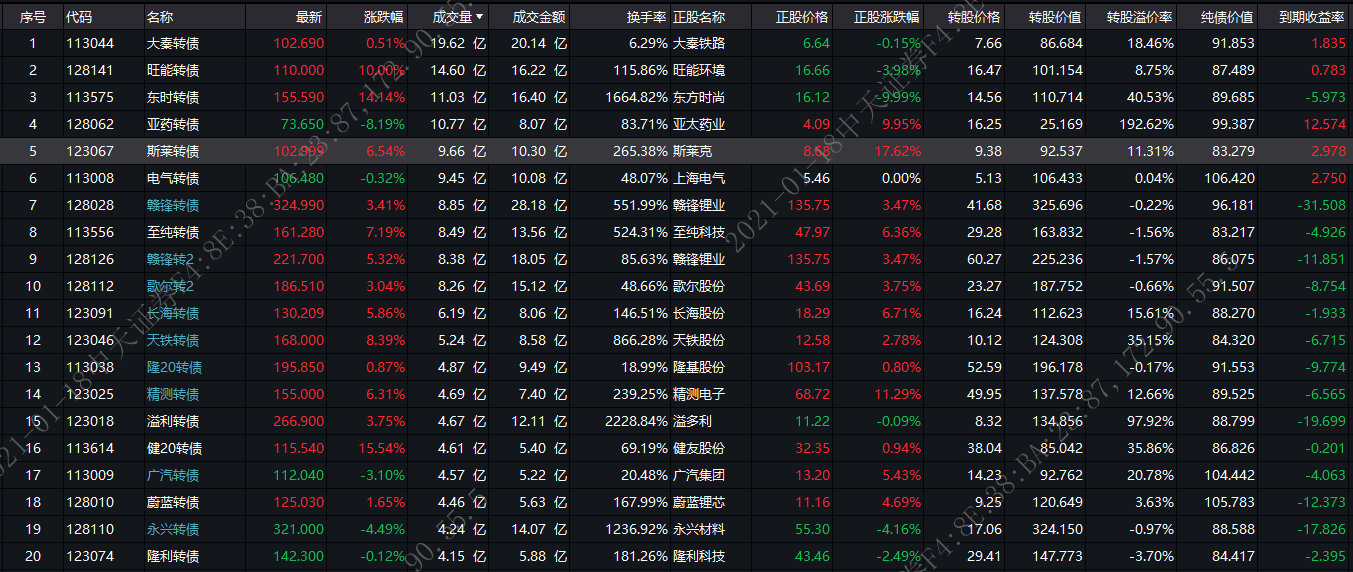 序号 代码 名称 最新 涨跌幅 成交量 成交金额 换手率 正股名称 正股价格 正股涨跌幅 转股价格 转股价值 转股溢价率 纯债价值 到期收益率
1 113044 大秦转债 102.690 0.51% 19.62 亿 20.14 亿 6.29% 大秦铁路 6.64 -0.15% 7.66 86.684 18.46% 91.853 1.835
2 128141 旺能转债 110.000 10.00% 14.60 亿 16.22 亿 115.86% 旺能环境 16.66 -3.98% 16.47 101.154 8.75% 87.489 0.783
3 113575 东时转债 155.590 14.14% 11.03 亿 16.40 亿 1664.82% 东方时尚 16.12 -9.99% 14.56 110.714 40.53% 89.685 -5.973
4 128062 亚药转债 73.650 -8.19% 10.77 亿 8.07 亿 83.71% 亚太药业 4.09 9.95% 16.25 25.169 192.62% 99.387 12.574
5 123067 斯莱转债 102.999 6.54% 9.66 亿 10.30 亿 265.38% 斯莱克 8.68 17.62% 9.38 92.537 11.31% 83.279 2.978
6 113008 电气转债 106.480 -0.32% 9.45 亿 10.08 亿 48.07% 上海电气 5.46 0.00% 5.13 106.433 0.04% 106.420 2.750
7 128028 赣锋转债 324.990 3.41% 8.85 亿 28.18 亿 551.99% 赣锋锂业 135.75 3.47% 41.68 325.696 -0.22% 96.181 -31.508
8 113556 至纯转债 161.280 7.19% 8.49 亿 13.56 亿 524.31% 至纯科技 47.97 6.36% 29.28 163.832 -1.56% 83.217 -4.926
9 128126 赣锋转2 221.700 5.32% 8.38 亿 18.05 亿 85.63% 赣锋锂业 135.75 3.47% 60.27 225.236 -1.57% 86.075 -11.851
10 128112 歌尔转2 186.510 3.04% 8.26 亿 15.12 亿 48.66% 歌尔股份 43.69 3.75% 23.27 187.752 -0.66% 91.507 -8.754
11 123091 长海转债 130.209 5.86% 6.19 亿 8.06 亿 146.51% 长海股份 18.29 6.71% 16.24 112.623 15.61% 88.270 -1.933
12 123046 天铁转债 168.000 8.39% 5.24 亿 8.58 亿 866.28% 天铁股份 12.58 2.78% 10.12 124.308 35.15% 84.320 -6.715
13 113038 隆20转债 195.850 0.87% 4.87 亿 9.49 亿 18.99% 隆基股份 103.17 0.80% 52.59 196.178 -0.17% 91.553 -9.774
14 123025 精测转债 155.000 6.31% 4.69 亿 7.40 亿 239.25% 精测电子 68.72 11.29% 49.95 137.578 12.66% 89.525 -6.565
15 123018 溢利转债 266.900 3.75% 4.67 亿 12.11 亿 2228.84% 溢多利 11.22 -0.09% 8.32 134.856 97.92% 88.799 -19.699
16 113614 健20转债 115.540 15.54% 4.61 亿 5.40 亿 69.19% 健友股份 32.35 0.94% 38.04 85.042 35.86% 86.826 -0.201
17 113009 广汽转债 112.040 -3.10% 4.57 亿 5.22 亿 20.48% 广汽集团 13.20 5.43% 14.23 92.762 20.78% 104.442 -4.063
18 128010 蔚蓝转债 125.030 1.65% 4.46 亿 5.63 亿 167.99% 蔚蓝锂芯 11.16 4.69% 9.25 120.649 3.63% 105.783 -12.373
19 128110 永兴转债 321.000 -4.49% 4.24 亿 14.07 亿 1236.92% 永兴材料 55.30 -4.16% 17.06 324.150 -0.97% 88.588 -17.826
20 123074 隆利转债 142.300 -0.12% 4.15 亿 5.88 亿 181.26% 隆利科技 43.46 -2.49% 29.41 147.773 -3.70% 84.417 -2.395